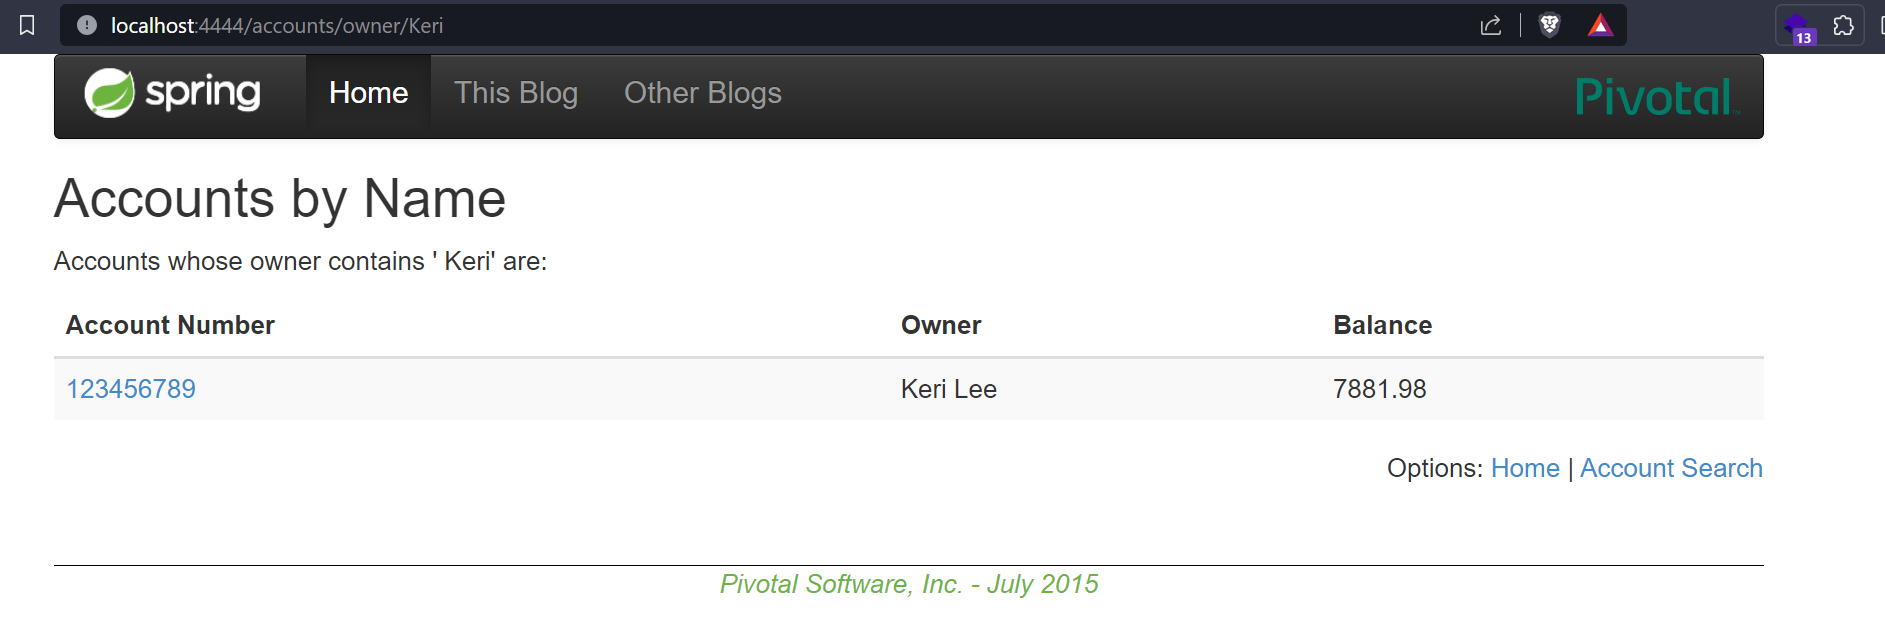 localhost:4444/accounts/owner/Keri
13
spring Home This Blog Other Blogs Pivotal™
Accounts by Name
Accounts whose owner contains ' Keri' are:
Account Number Owner Balance
123456789 Keri Lee 7881.98
Options: Home | Account Search
Pivotal Software, Inc. - July 2015